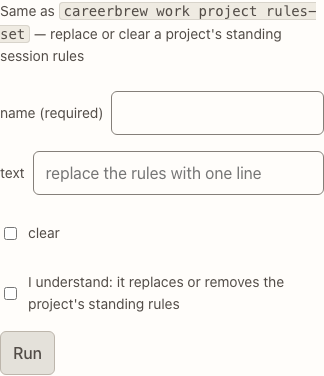 Same as careerbrew work project rules-
set — replace or clear a project's standing
session rules
name (required)
text replace the rules with one line
clear
I understand: it replaces or removes the
project's standing rules
Run